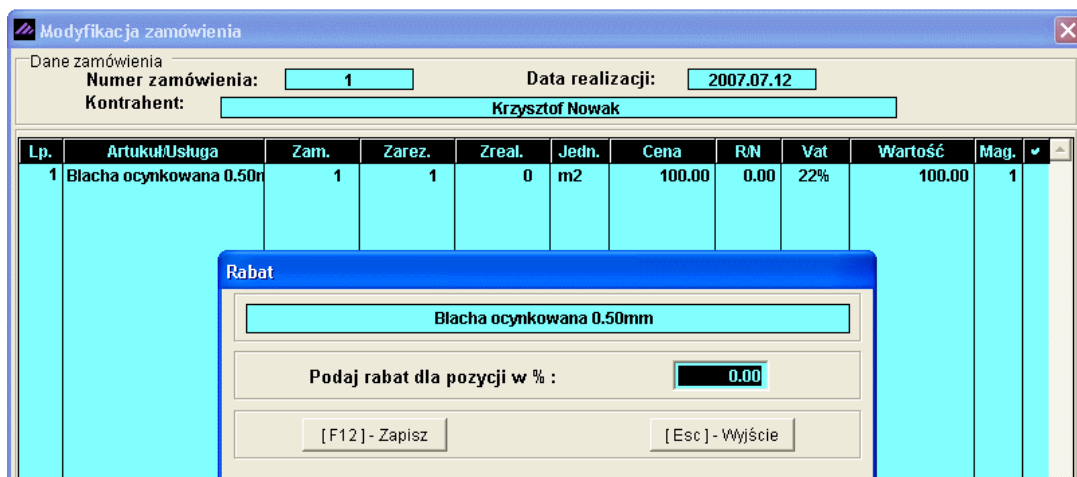 Modyfikacja zamówienia
Dane zamówienia
Numer zamówienia: 1 Data realizacji: 2007.07.12
Kontrahent: Krzysztof Nowak
Lp. Artukuł/Usługa Zam. Zarez. Zreal. Jedn. Cena R/N Vat Wartość Mag.
1 Blacha ocynkowana 0.50m 1 1 0 m2 100.00 0.00 22% 100.00 1
Rabat
Blacha ocynkowana 0.50mm
Podaj rabat dla pozycji w % : 0.00
[ F12 ] - Zapisz [ Esc ] - Wyjście